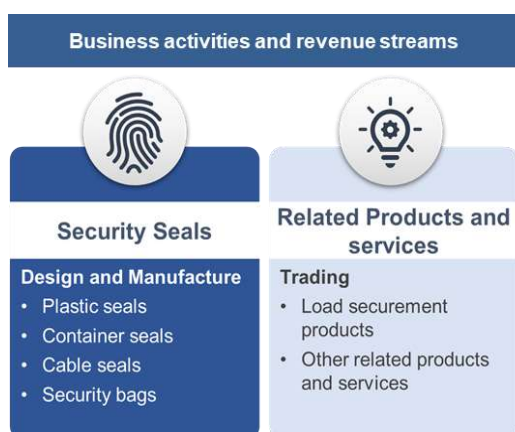 Business activities and revenue streams
Security Seals
Design and Manufacture
• Plastic seals
• Container seals
• Cable seals
• Security bags
Related Products and
services
Trading
• Load securement
products
• Other related products
and services